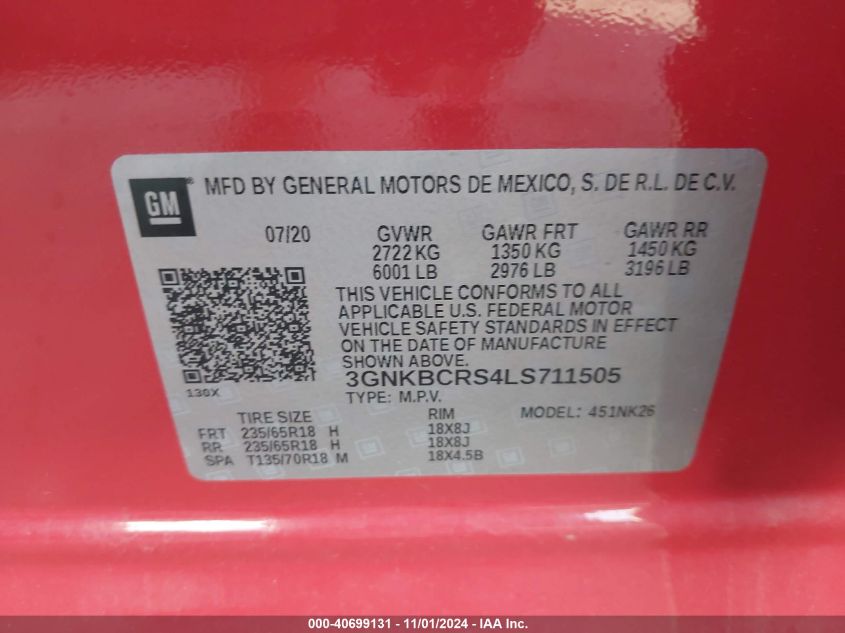 GM ® MFD BY GENERAL MOTORS DE MEXICO, S. DE R.L. DE C.V.
07/20 GVWR GAWR FRT GAWR RR
2722 KG 1350 KG 1450 KG
6001 LB 2976 LB 3196 LB
THIS VEHICLE CONFORMS TO ALL
APPLICABLE U.S. FEDERAL MOTOR
VEHICLE SAFETY STANDARDS IN EFFECT
ON THE DATE OF MANUFACTURE
SHOWN ABOVE.
130X 3GNKBCRS4LS711505
TYPE: M.P.V.
TIRE SIZE RIM MODEL: 451NK26
FRT 235/65R18 H 18X8J
RR 235/65R18 H 18X8J
SPA T135/70R18 M 18X4.5B
000-40699131 - 11/01/2024 - IAA Inc.